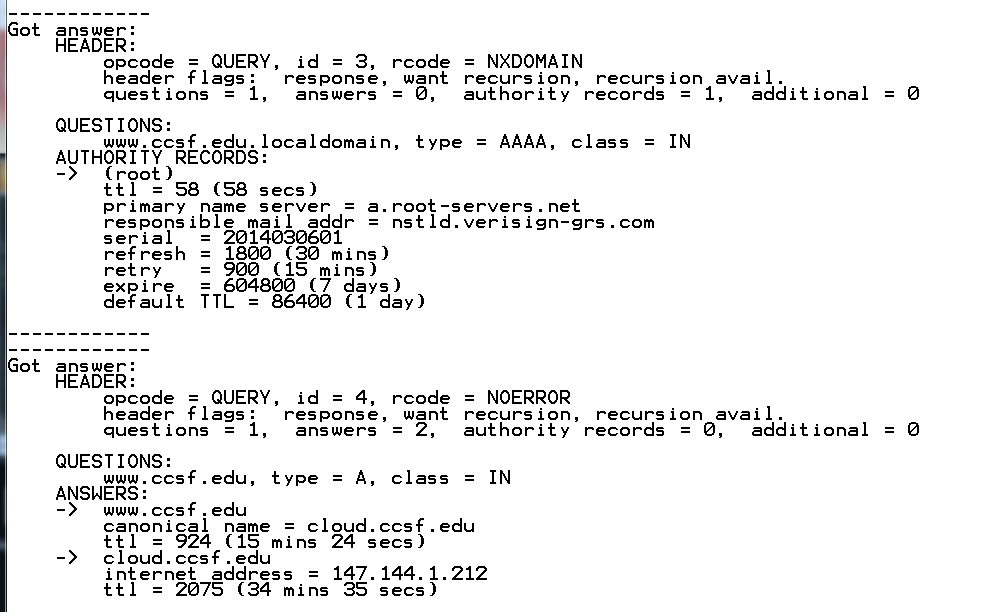 ------------
Got answer:
    HEADER:
        opcode = QUERY, id = 3, rcode = NXDOMAIN
        header flags:  response, want recursion, recursion avail.
        questions = 1,  answers = 0,  authority records = 1,  additional = 0

    QUESTIONS:
        www.ccsf.edu.localdomain, type = AAAA, class = IN
    AUTHORITY RECORDS:
    ->  (root)
        ttl = 58 (58 secs)
        primary name server = a.root-servers.net
        responsible mail addr = nstld.verisign-grs.com
        serial  = 2014030601
        refresh = 1800 (30 mins)
        retry   = 900 (15 mins)
        expire  = 604800 (7 days)
        default TTL = 86400 (1 day)

------------
------------
Got answer:
    HEADER:
        opcode = QUERY, id = 4, rcode = NOERROR
        header flags:  response, want recursion, recursion avail.
        questions = 1,  answers = 2,  authority records = 0,  additional = 0

    QUESTIONS:
        www.ccsf.edu, type = A, class = IN
    ANSWERS:
    ->  www.ccsf.edu
        canonical name = cloud.ccsf.edu
        ttl = 924 (15 mins 24 secs)
    ->  cloud.ccsf.edu
        internet address = 147.144.1.212
        ttl = 2075 (34 mins 35 secs)